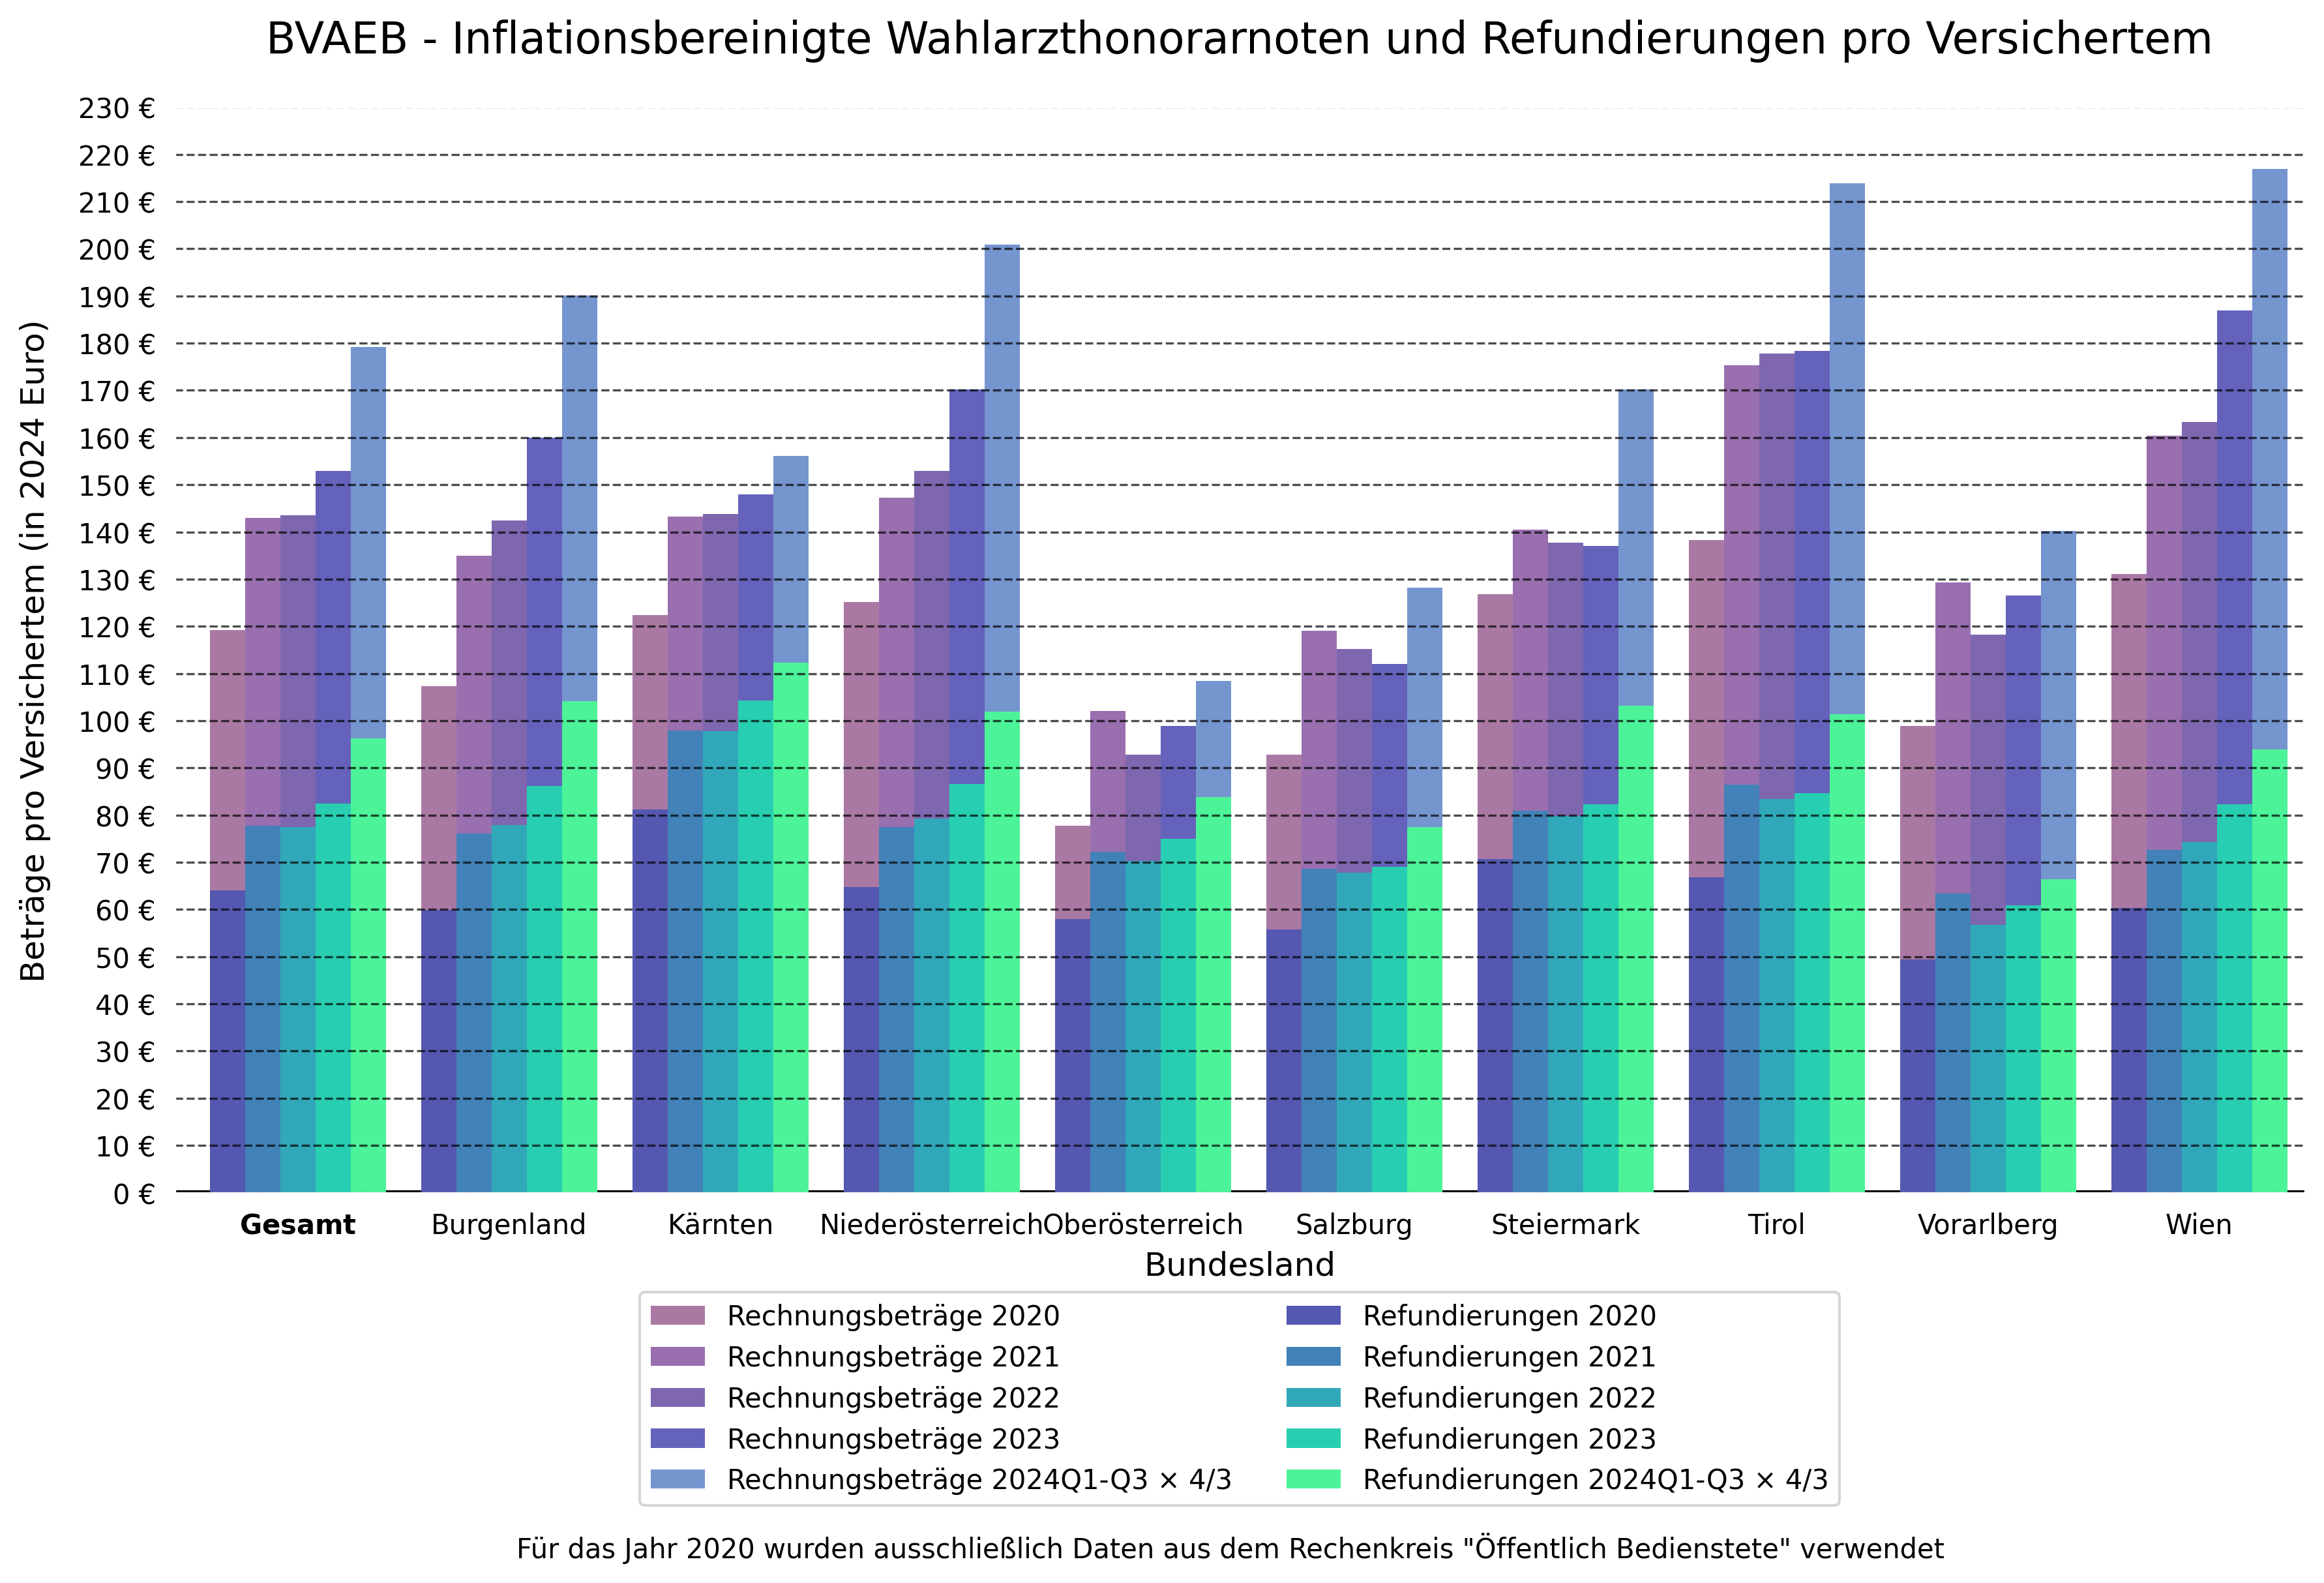 BVAEB - Inflationsbereinigte Wahlarzthonorarnoten und Refundierungen pro Versichertem
230 €
220 €
210 €
200 €
190 €
180 €
170 €
160 €
150 €
140 €
130 €
120 €
110 €
100 €
90 €
80 €
70 €
60 €
50 €
40 €
30 €
20 €
10 €
0 €
Beträge pro Versichertem (in 2024 Euro)
Gesamt Burgenland Kärnten Niederösterreich Oberösterreich Salzburg Steiermark Tirol Vorarlberg Wien
Bundesland
Rechnungsbeträge 2020
Rechnungsbeträge 2021
Rechnungsbeträge 2022
Rechnungsbeträge 2023
Rechnungsbeträge 2024Q1-Q3 × 4/3
Refundierungen 2020
Refundierungen 2021
Refundierungen 2022
Refundierungen 2023
Refundierungen 2024Q1-Q3 × 4/3
Für das Jahr 2020 wurden ausschließlich Daten aus dem Rechenkreis "Öffentlich Bedienstete" verwendet